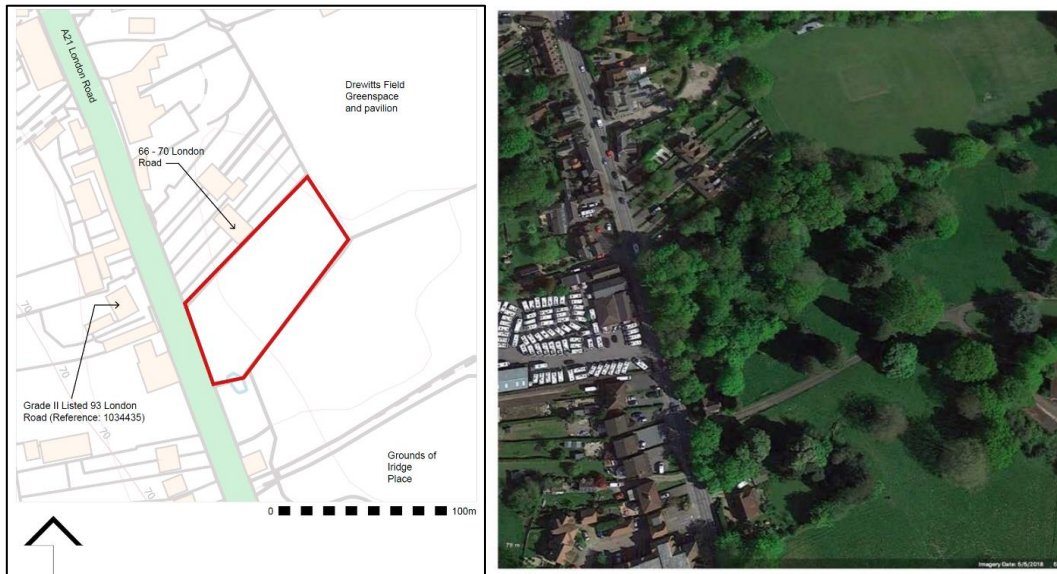 A21 London Road
Drewitts Field
Greenspace
and pavilion
66 - 70 London
Road
70
70
70
Grade II Listed 93 London
Road (Reference: 1034435)
Grounds of
Iridge
Place
0
100m
Imagery Date: 5/5/2018